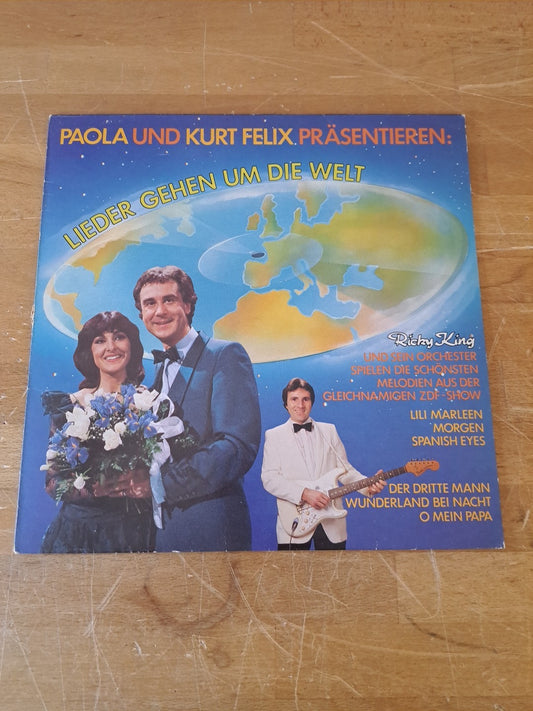 PAOLA UND KURT FELIX PRÄSENTIEREN:
LIEDER GEHEN UM DIE WELT
Ricky King
UND SEIN ORCHESTER
SPIELEN DIE SCHÖNSTEN
MELODIEN AUS DER
GLEICHNAMIGEN ZDF-SHOW
LILI MARLEEN
MORGEN
SPANISH EYES
DER DRITTE MANN
WUNDERLAND BEI NACHT
O MEIN PAPA